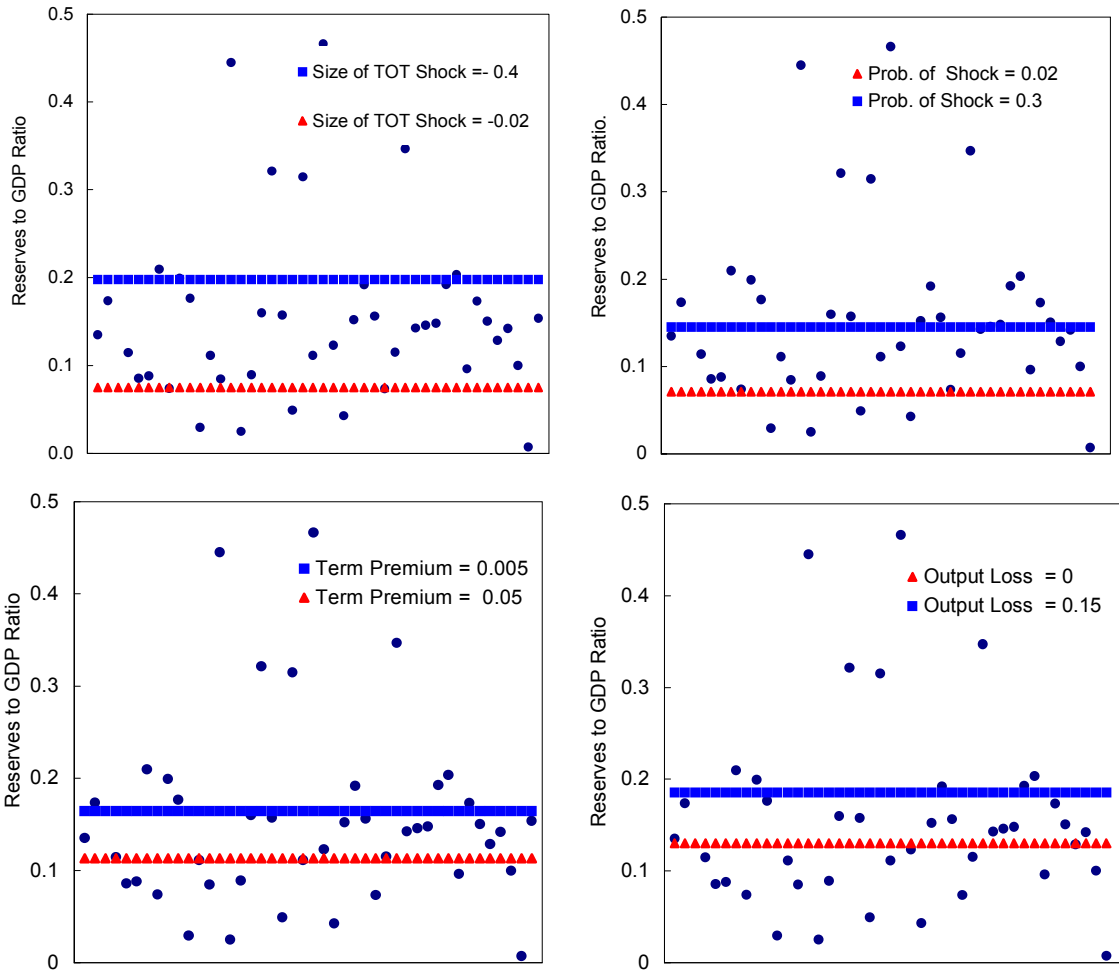 0.5
0.4
0.3
0.2
0.1
0.0
Reserves to GDP Ratio
Size of TOT Shock =- 0.4
Size of TOT Shock = -0.02
0.5
0.4
0.3
0.2
0.1
0
Reserves to GDP Ratio.
Prob. of Shock = 0.02
Prob. of Shock = 0.3
0.5
0.4
0.3
0.2
0.1
0
Reserves to GDP Ratio
Term Premium = 0.005
Term Premium = 0.05
0.5
0.4
0.3
0.2
0.1
0
Reserves to GDP Ratio
Output Loss = 0
Output Loss = 0.15